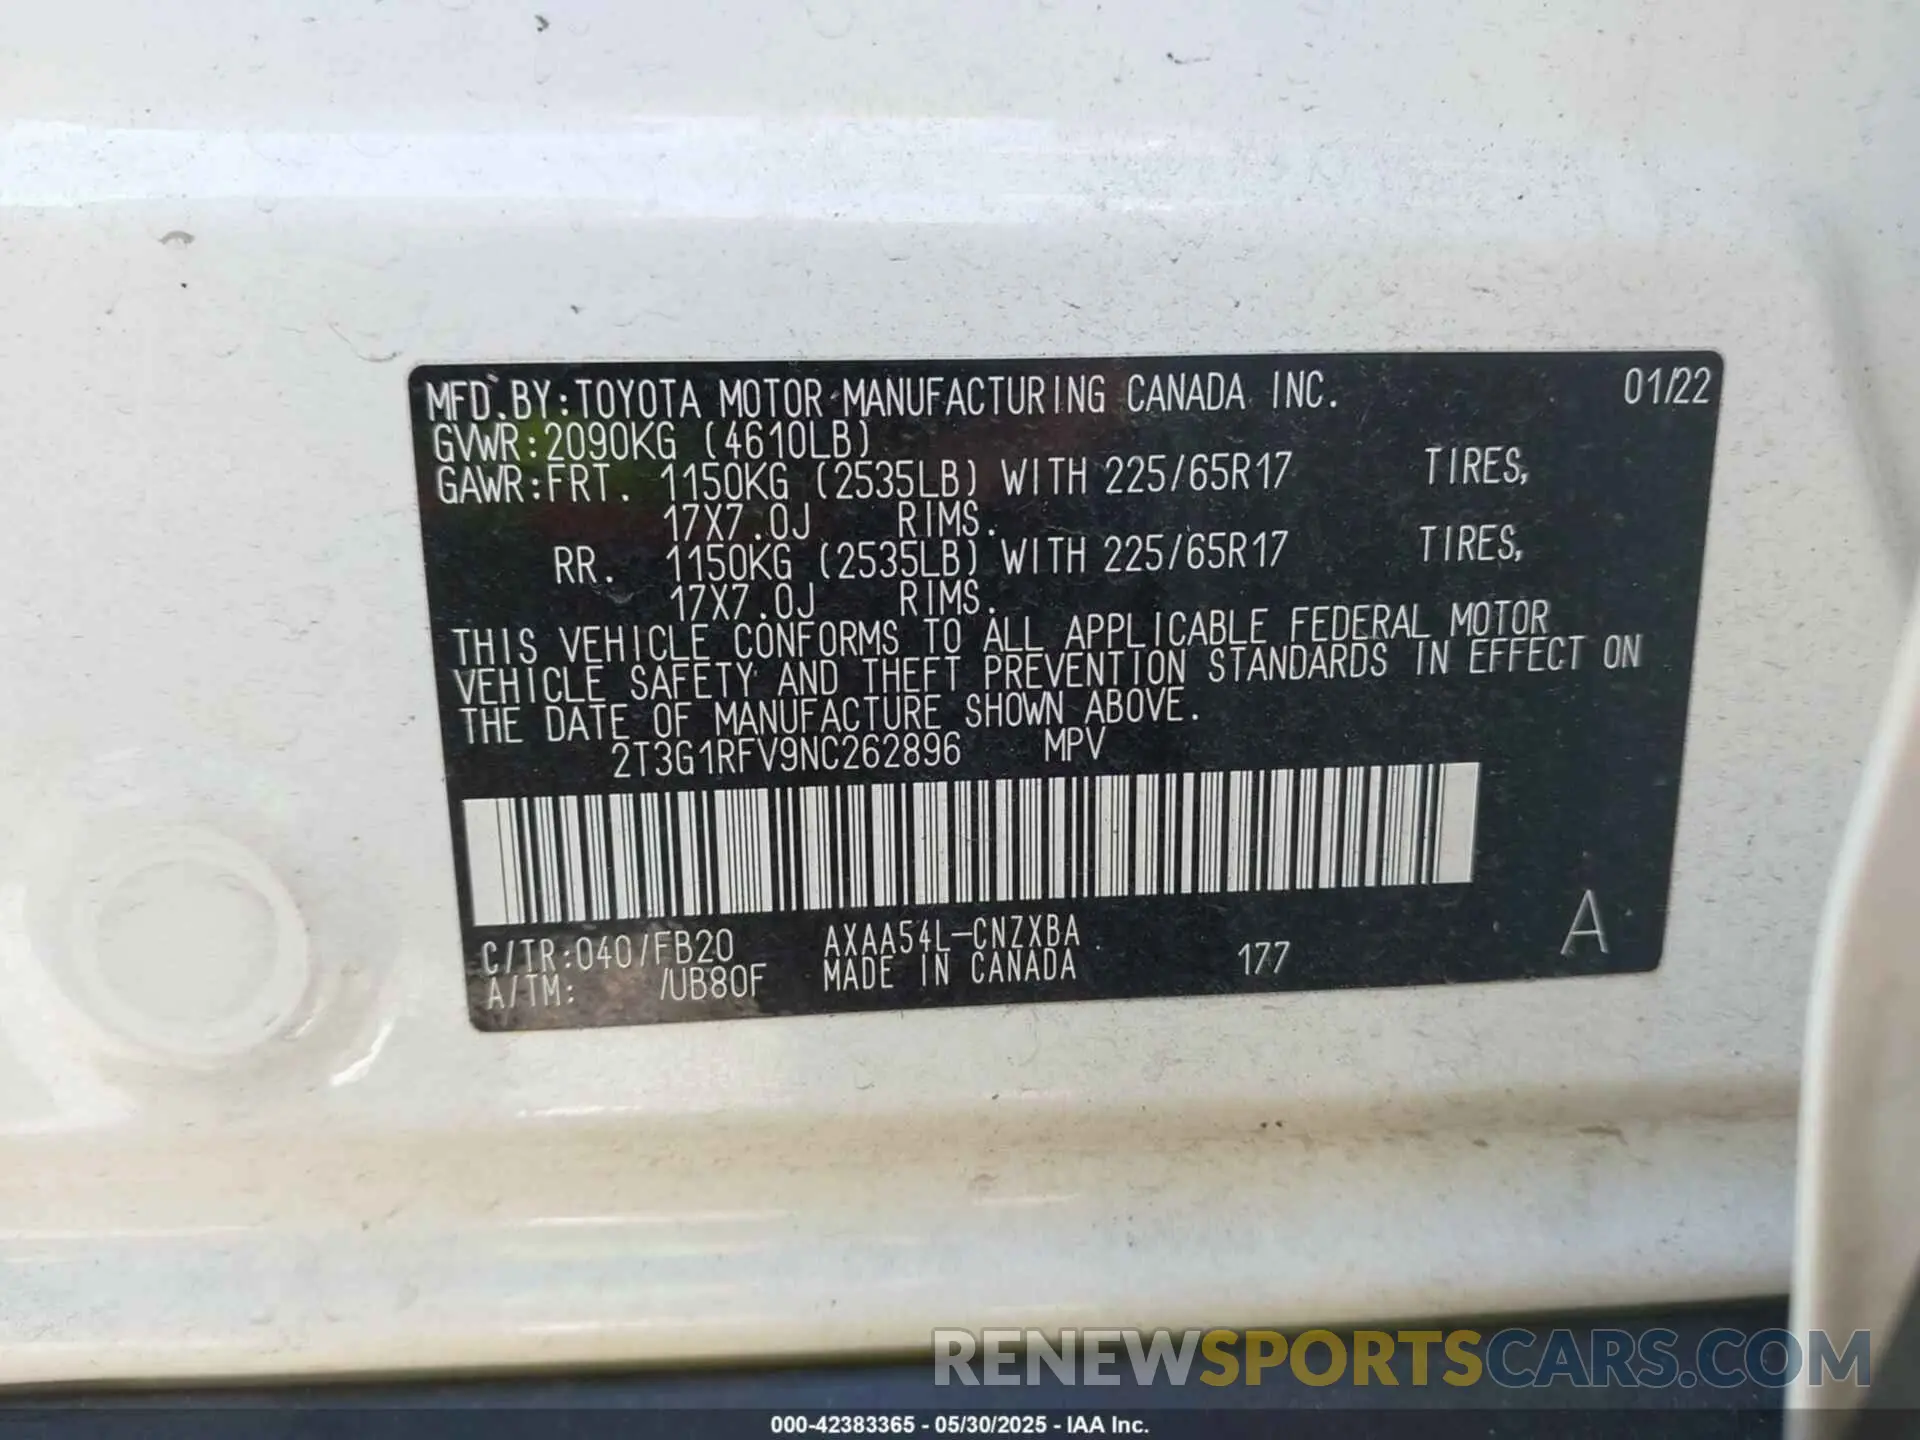 MFD.BY:TOYOTA MOTOR MANUFACTURING CANADA INC. 01/22
GVWR:2090KG (4610LB)
GAWR:FRT. 1150KG (2535LB) WITH 225/65R17 TIRES,
17X7.0J RIMS.
RR. 1150KG (2535LB) WITH 225/65R17 TIRES,
17X7.0J RIMS.
THIS VEHICLE CONFORMS TO ALL APPLICABLE FEDERAL MOTOR
VEHICLE SAFETY AND THEFT PREVENTION STANDARDS IN EFFECT ON
THE DATE OF MANUFACTURE SHOWN ABOVE.
2T3G1RFV9NC262896 MPV
C/TR:040/FB20 AXAA54L-CNZXBA
A/TM: /UB80F MADE IN CANADA 177 A
RENEWSPORTSCARS.COM
000-42383365 - 05/30/2025 - IAA Inc.